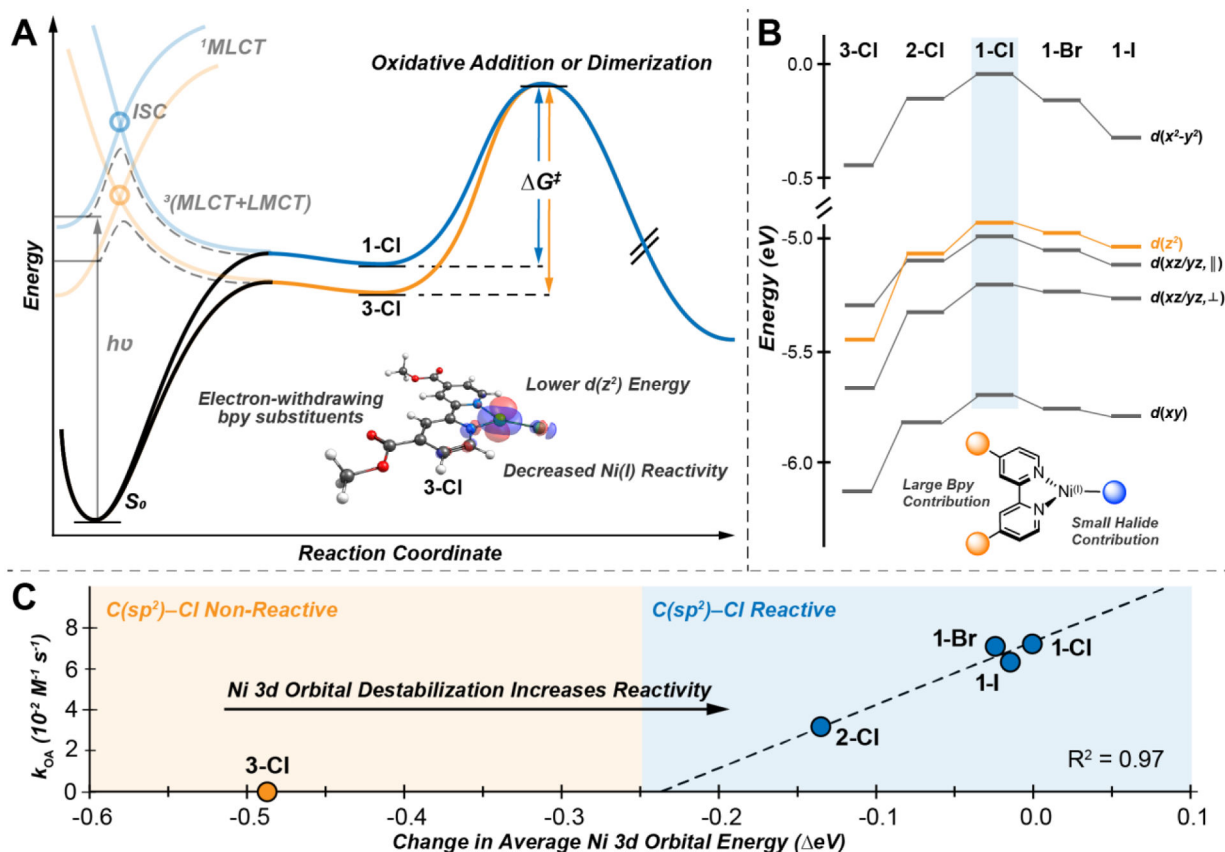 A
¹MLCT
ISC
³(MLCT+LMCT)
Oxidative Addition or Dimerization
ΔG‡
1-Cl
3-Cl
hυ
S₀
Energy
Electron-withdrawing
bpy substituents
Lower d(z²) Energy
Decreased Ni(I) Reactivity
3-Cl
Reaction Coordinate
B
3-Cl 2-Cl 1-Cl 1-Br 1-I
0.0
-0.5
-5.0
-5.5
-6.0
Energy (eV)
d(x²-y²)
d(z²)
d(xz/yz, ||)
d(xz/yz,⊥)
d(xy)
Large Bpy
Contribution
N
N
Ni(I)
Small Halide
Contribution
C
C(sp²)–Cl Non-Reactive
C(sp²)–Cl Reactive
Ni 3d Orbital Destabilization Increases Reactivity
3-Cl
2-Cl
1-Br
1-I
1-Cl
R² = 0.97
k_OA (10⁻² M⁻¹ s⁻¹)
8
6
4
2
0
-0.6 -0.5 -0.4 -0.3 -0.2 -0.1 0.0 0.1
Change in Average Ni 3d Orbital Energy (ΔeV)